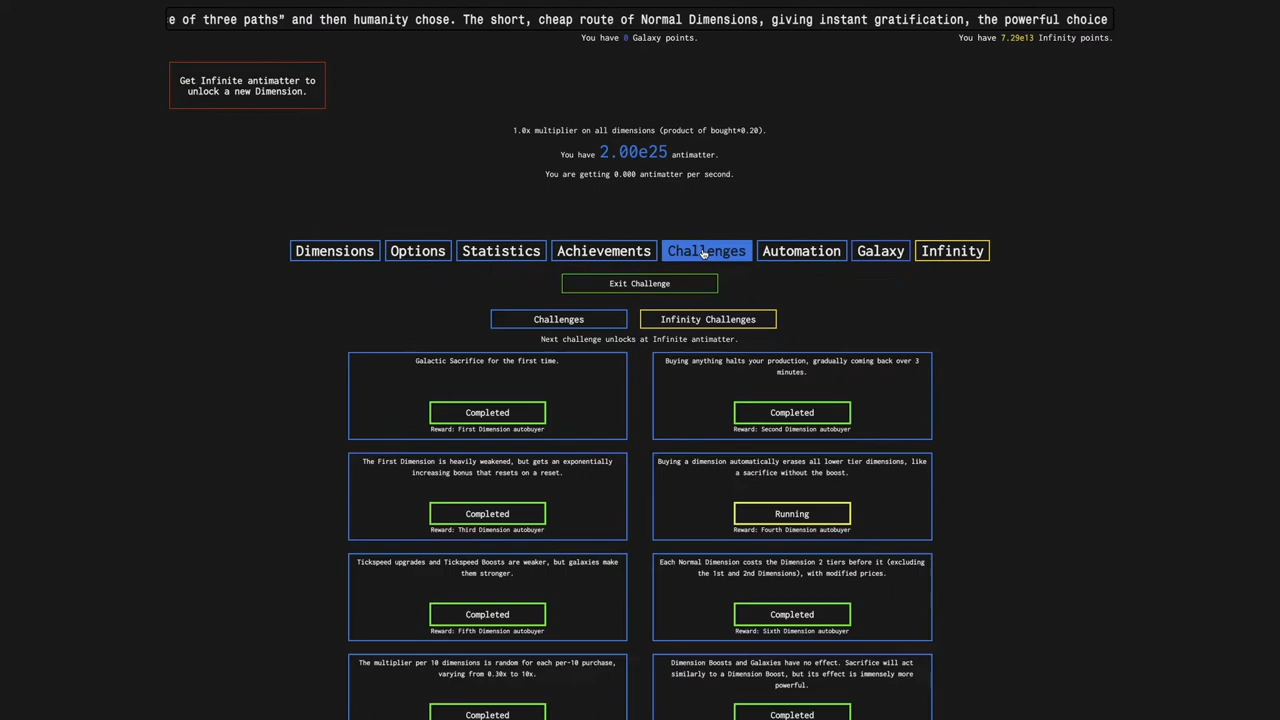 e of three paths" and then humanity chose. The short, cheap route of Normal Dimensions, giving instant gratification, the powerful choice
You have 0 Galaxy points.
You have 7.29e13 Infinity points.
Get Infinite antimatter to
unlock a new Dimension.
1.0x multiplier on all dimensions (product of bought*0.20).
You have 2.00e25 antimatter.
You are getting 0.000 antimatter per second.
Dimensions Options Statistics Achievements Challenges Automation Galaxy Infinity
Exit Challenge
Challenges
Infinity Challenges
Next challenge unlocks at Infinite antimatter.
Galactic Sacrifice for the first time.
Completed
Reward: First Dimension autobuyer
Buying anything halts your production, gradually coming back over 3
minutes.
Completed
Reward: Second Dimension autobuyer
The First Dimension is heavily weakened, but gets an exponentially
increasing bonus that resets on a reset.
Completed
Reward: Third Dimension autobuyer
Buying a dimension automatically erases all lower tier dimensions, like
a sacrifice without the boost.
Running
Reward: Fourth Dimension autobuyer
Tickspeed upgrades and Tickspeed Boosts are weaker, but galaxies make
them stronger.
Completed
Reward: Fifth Dimension autobuyer
Each Normal Dimension costs the Dimension 2 tiers before it (excluding
the 1st and 2nd Dimensions), with modified prices.
Completed
Reward: Sixth Dimension autobuyer
The multiplier per 10 dimensions is random for each per-10 purchase,
varying from 0.30x to 10x.
Completed
Dimension Boosts and Galaxies have no effect. Sacrifice will act
similarly to a Dimension Boost, but its effect is immensely more
powerful.
Completed